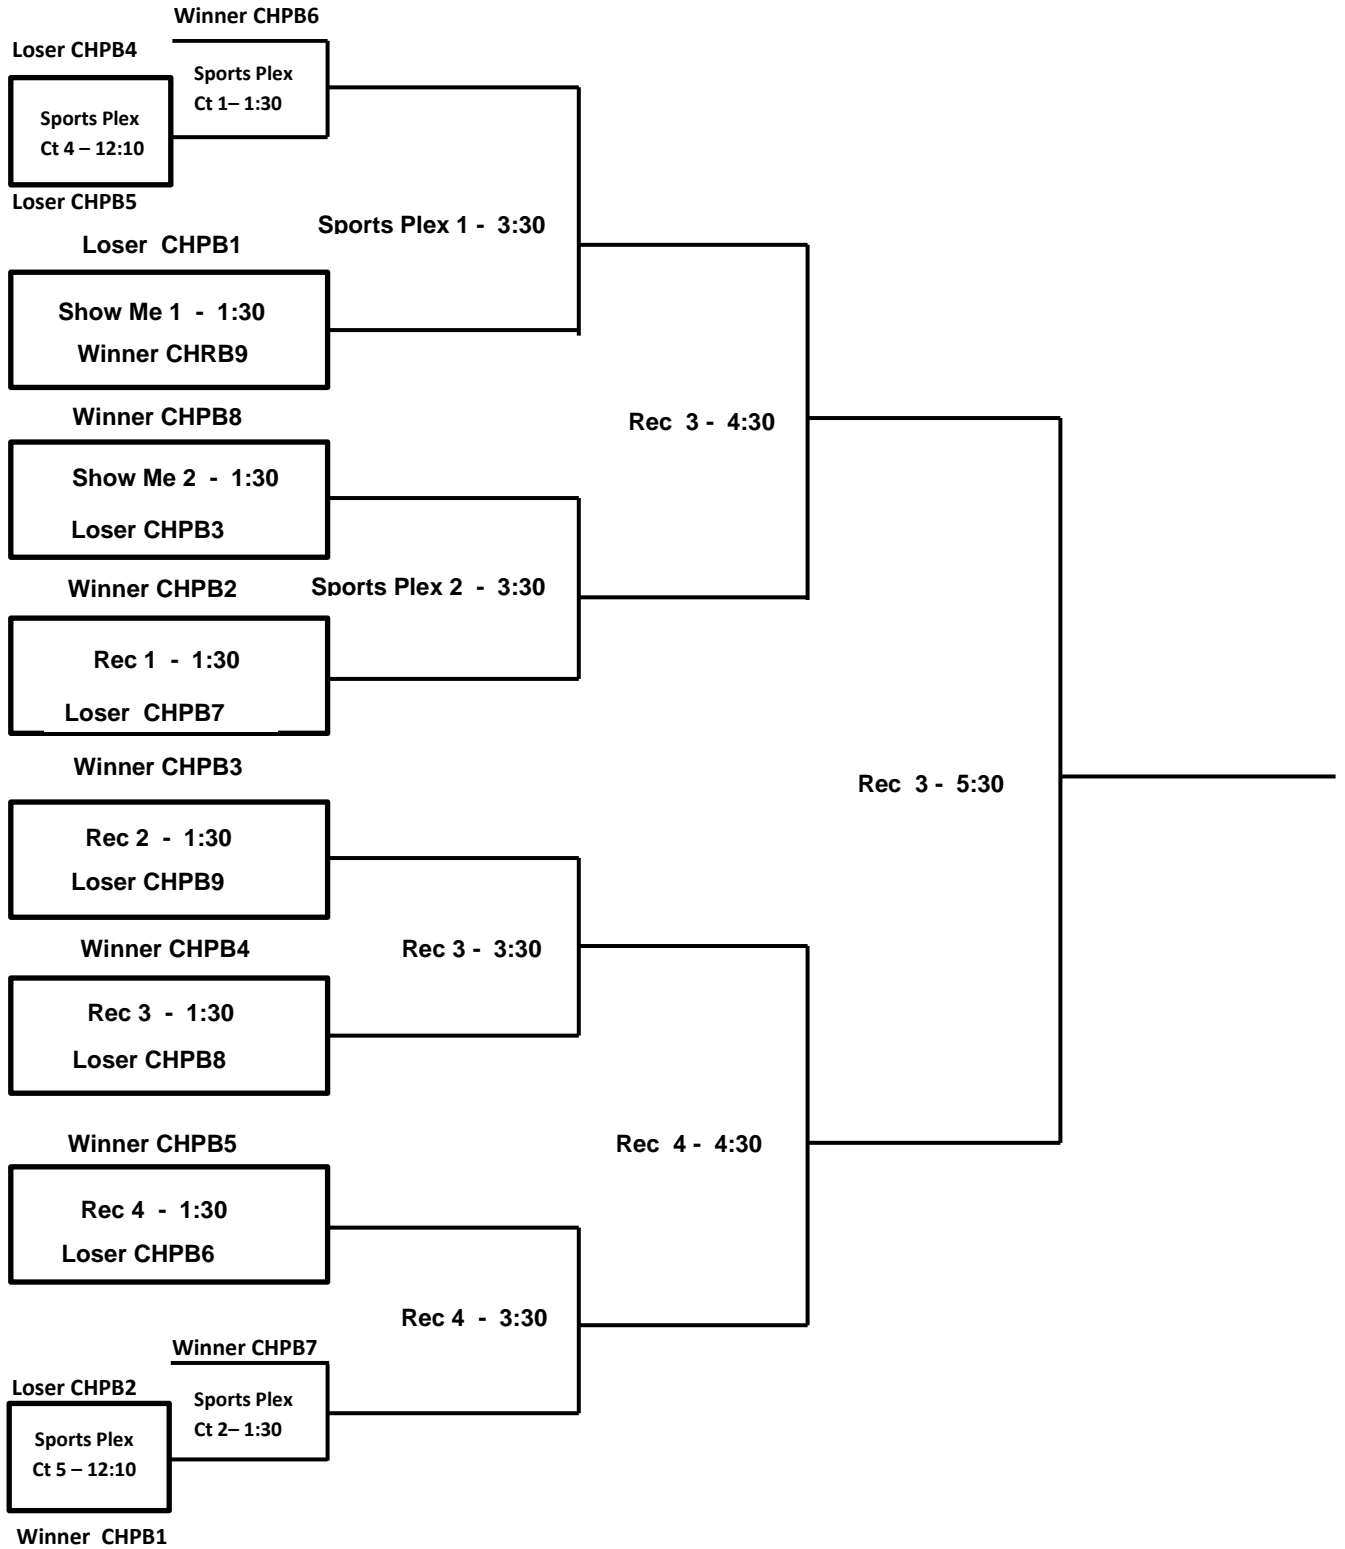 Winner CHPB6
Loser CHPB4
Sports Plex
Ct 1– 1:30
Sports Plex
Ct 4 – 12:10
Loser CHPB5
Sports Plex 1 - 3:30
Loser CHPB1
Show Me 1 - 1:30
Winner CHRB9
Winner CHPB8
Rec 3 - 4:30
Show Me 2 - 1:30
Loser CHPB3
Winner CHPB2
Sports Plex 2 - 3:30
Rec 1 - 1:30
Loser CHPB7
Winner CHPB3
Rec 3 - 5:30
Rec 2 - 1:30
Loser CHPB9
Winner CHPB4
Rec 3 - 3:30
Rec 3 - 1:30
Loser CHPB8
Winner CHPB5
Rec 4 - 4:30
Rec 4 - 1:30
Loser CHPB6
Rec 4 - 3:30
Winner CHPB7
Loser CHPB2
Sports Plex
Ct 2– 1:30
Sports Plex
Ct 5 – 12:10
Winner CHPB1